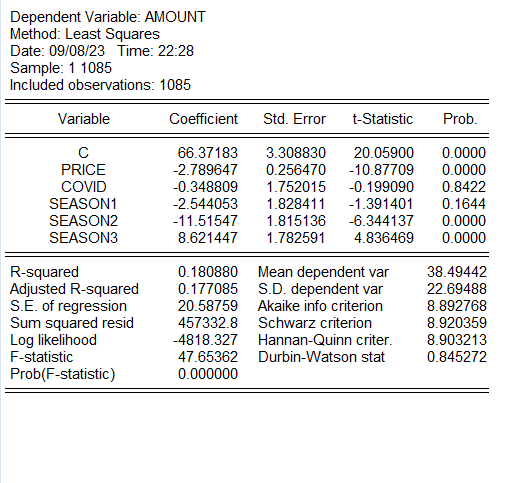 Dependent Variable: AMOUNT
Method: Least Squares
Date: 09/08/23 Time: 22:28
Sample: 1 1085
Included observations: 1085
Variable Coefficient Std. Error t-Statistic Prob.
C 66.37183 3.308830 20.05900 0.0000
PRICE -2.789647 0.256470 -10.87709 0.0000
COVID -0.348809 1.752015 -0.199090 0.8422
SEASON1 -2.544053 1.828411 -1.391401 0.1644
SEASON2 -11.51547 1.815136 -6.344137 0.0000
SEASON3 8.621447 1.782591 4.836469 0.0000
R-squared 0.180880 Mean dependent var 38.49442
Adjusted R-squared 0.177085 S.D. dependent var 22.69488
S.E. of regression 20.58759 Akaike info criterion 8.892768
Sum squared resid 457332.8 Schwarz criterion 8.920359
Log likelihood -4818.327 Hannan-Quinn criter. 8.903213
F-statistic 47.65362 Durbin-Watson stat 0.845272
Prob(F-statistic) 0.000000